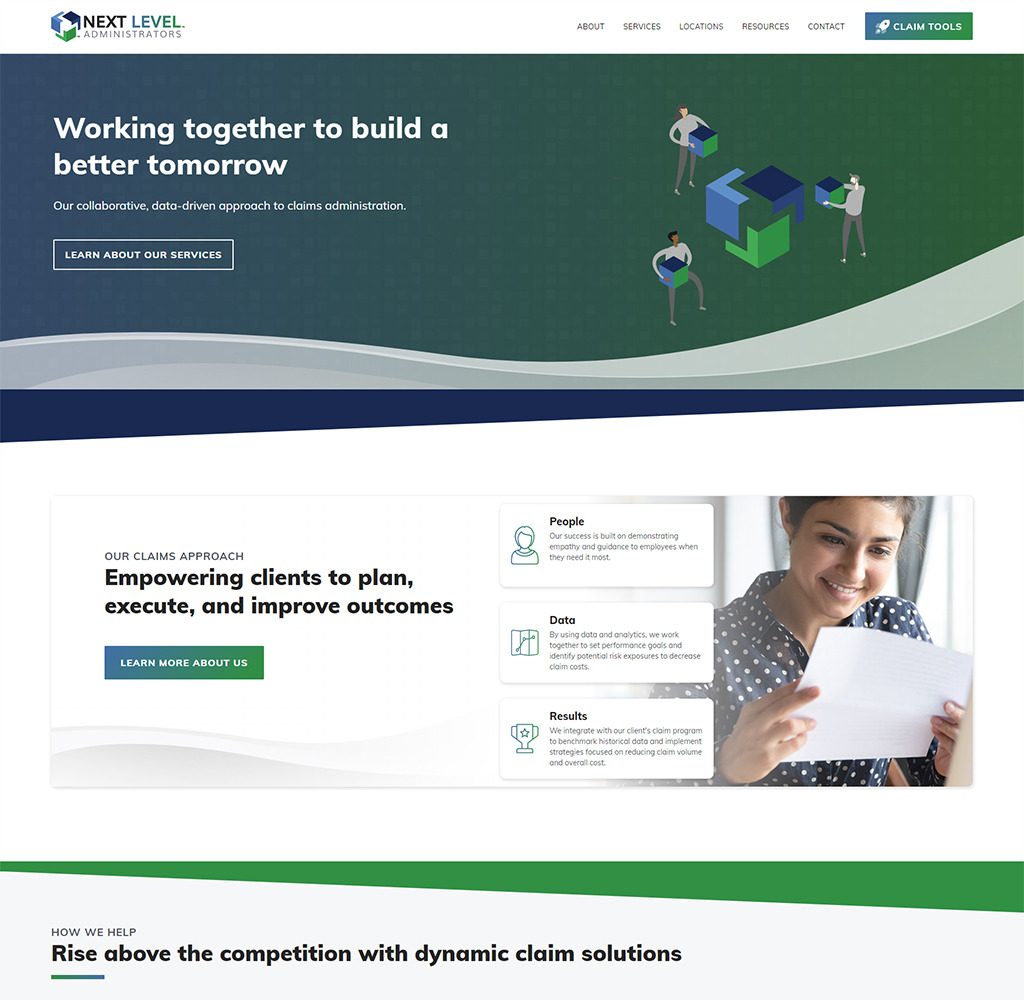 NEXT LEVEL
ADMINISTRATORS
ABOUT SERVICES LOCATIONS RESOURCES CONTACT CLAIM TOOLS
Working together to build a
better tomorrow
Our collaborative, data-driven approach to claims administration.
LEARN ABOUT OUR SERVICES
OUR CLAIMS APPROACH
Empowering clients to plan,
execute, and improve outcomes
LEARN MORE ABOUT US
People
Our success is built on demonstrating
empathy and guidance to employees when
they need it most.
Data
By using data and analytics, we work
together to set performance goals and
identify potential risk exposures to decrease
claim costs.
Results
We integrate with our client's claim program
to benchmark historical data and implement
strategies focused on reducing claim volume
and overall cost.
HOW WE HELP
Rise above the competition with dynamic claim solutions